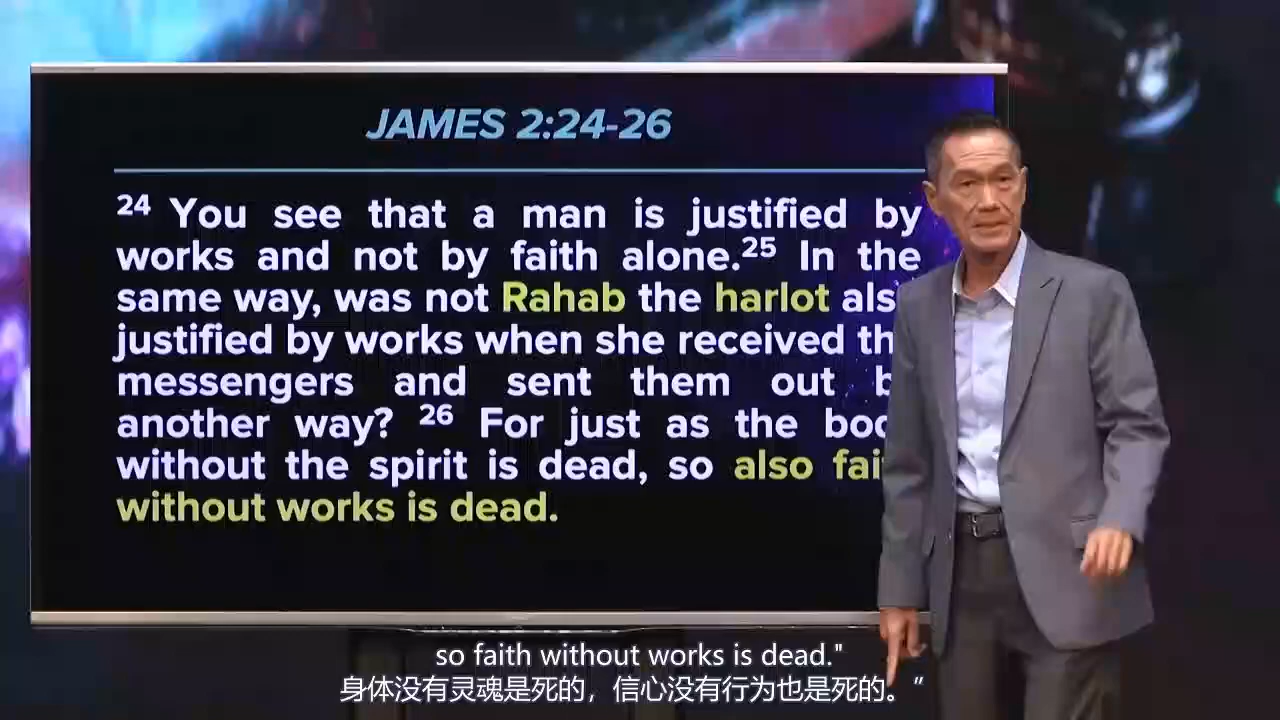 JAMES 2:24-26
24 You see that a man is justified by
works and not by faith alone.25 In the
same way, was not Rahab the harlot
justified by works when she received
messengers and sent them out
another way? 26 For just as the
without the spirit is dead, so also
without works is dead.
so faith without works is dead."
身体没有灵魂是死的，信心没有行为也是死的。”